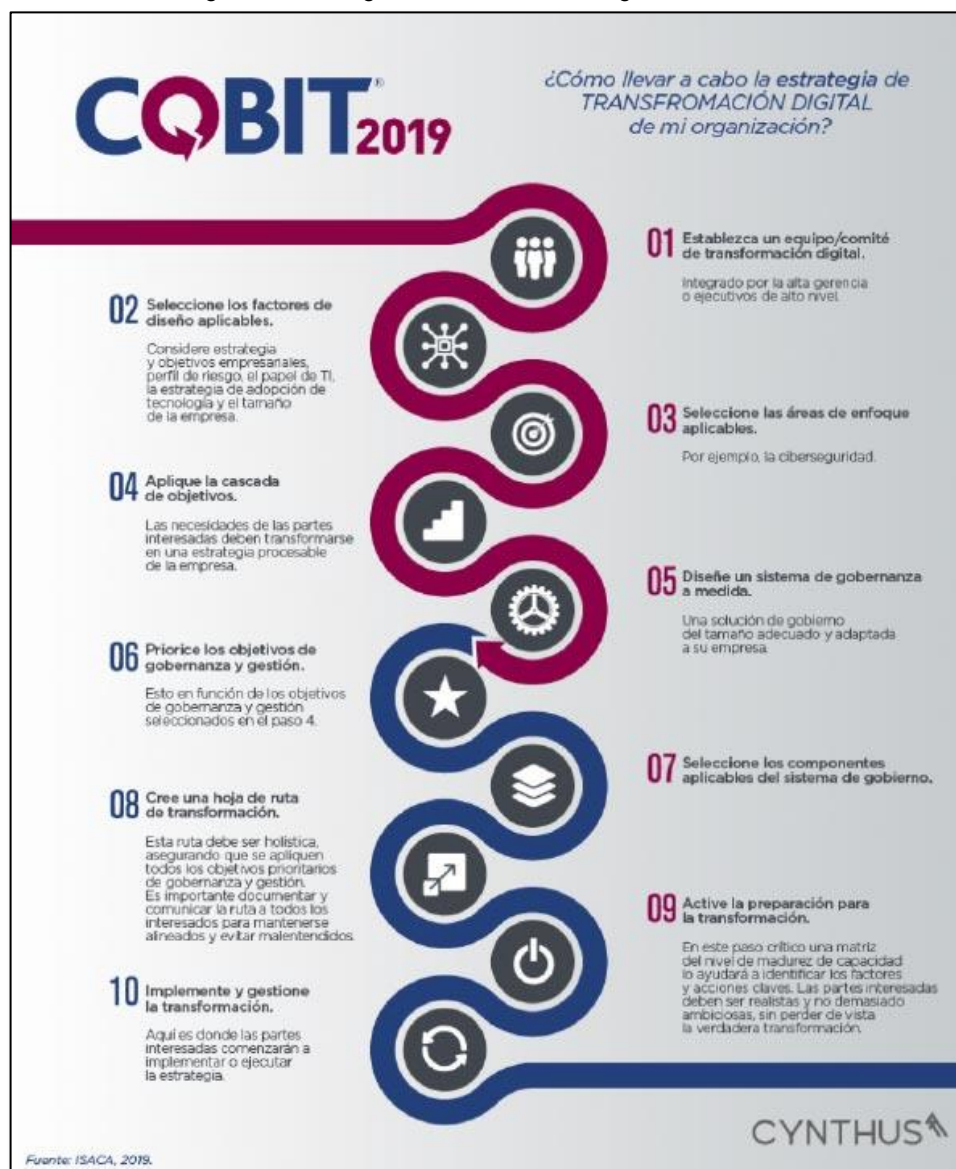 COBIT® 2019
¿Cómo llevar a cabo la estrategia de
TRANSFROMACIÓN DIGITAL
de mi organización?
01 Establezca un equipo/comité
de transformación digital.
Integrado por la alta gerencia
o ejecutivos de alto nivel.
02 Seleccione los factores de
diseño aplicables.
Considere estrategia
y objetivos empresariales,
perfil de riesgo, el papel de TI,
la estrategia de adopción de
tecnología y el tamaño
de la empresa.
03 Seleccione las áreas de enfoque
aplicables.
Por ejemplo, la ciberseguridad.
04 Aplique la cascada
de objetivos.
Las necesidades de las partes
interesadas deben transformarse
en una estrategia procesable
de la empresa.
05 Diseñe un sistema de gobernanza
a medida.
Una solución de gobierno
del tamaño adecuado y adaptada
a su empresa.
06 Priorice los objetivos de
gobernanza y gestión.
Esto en función de los objetivos
de gobernanza y gestión
seleccionados en el paso 4.
07 Seleccione los componentes
aplicables del sistema de gobierno.
08 Cree una hoja de ruta
de transformación.
Esta ruta debe ser holística,
asegurando que se apliquen
todos los objetivos prioritarios
de gobernanza y gestión.
Es importante documentar y
comunicar la ruta a todos los
interesados para mantenerse
alineados y evitar malentendidos.
09 Active la preparación para
la transformación.
En este paso crítico una matriz
del nivel de madurez de capacidad
lo ayudará a identificar los factores
y acciones claves. Las partes interesadas
deben ser realistas y no demasiado
ambiciosas, sin perder de vista
la verdadera transformación.
10 Implemente y gestione
la transformación.
Aquí es donde las partes
interesadas comenzarán a
implementar o ejecutar
la estrategia.
CYNTHUS
Fuente: ISACA, 2019.